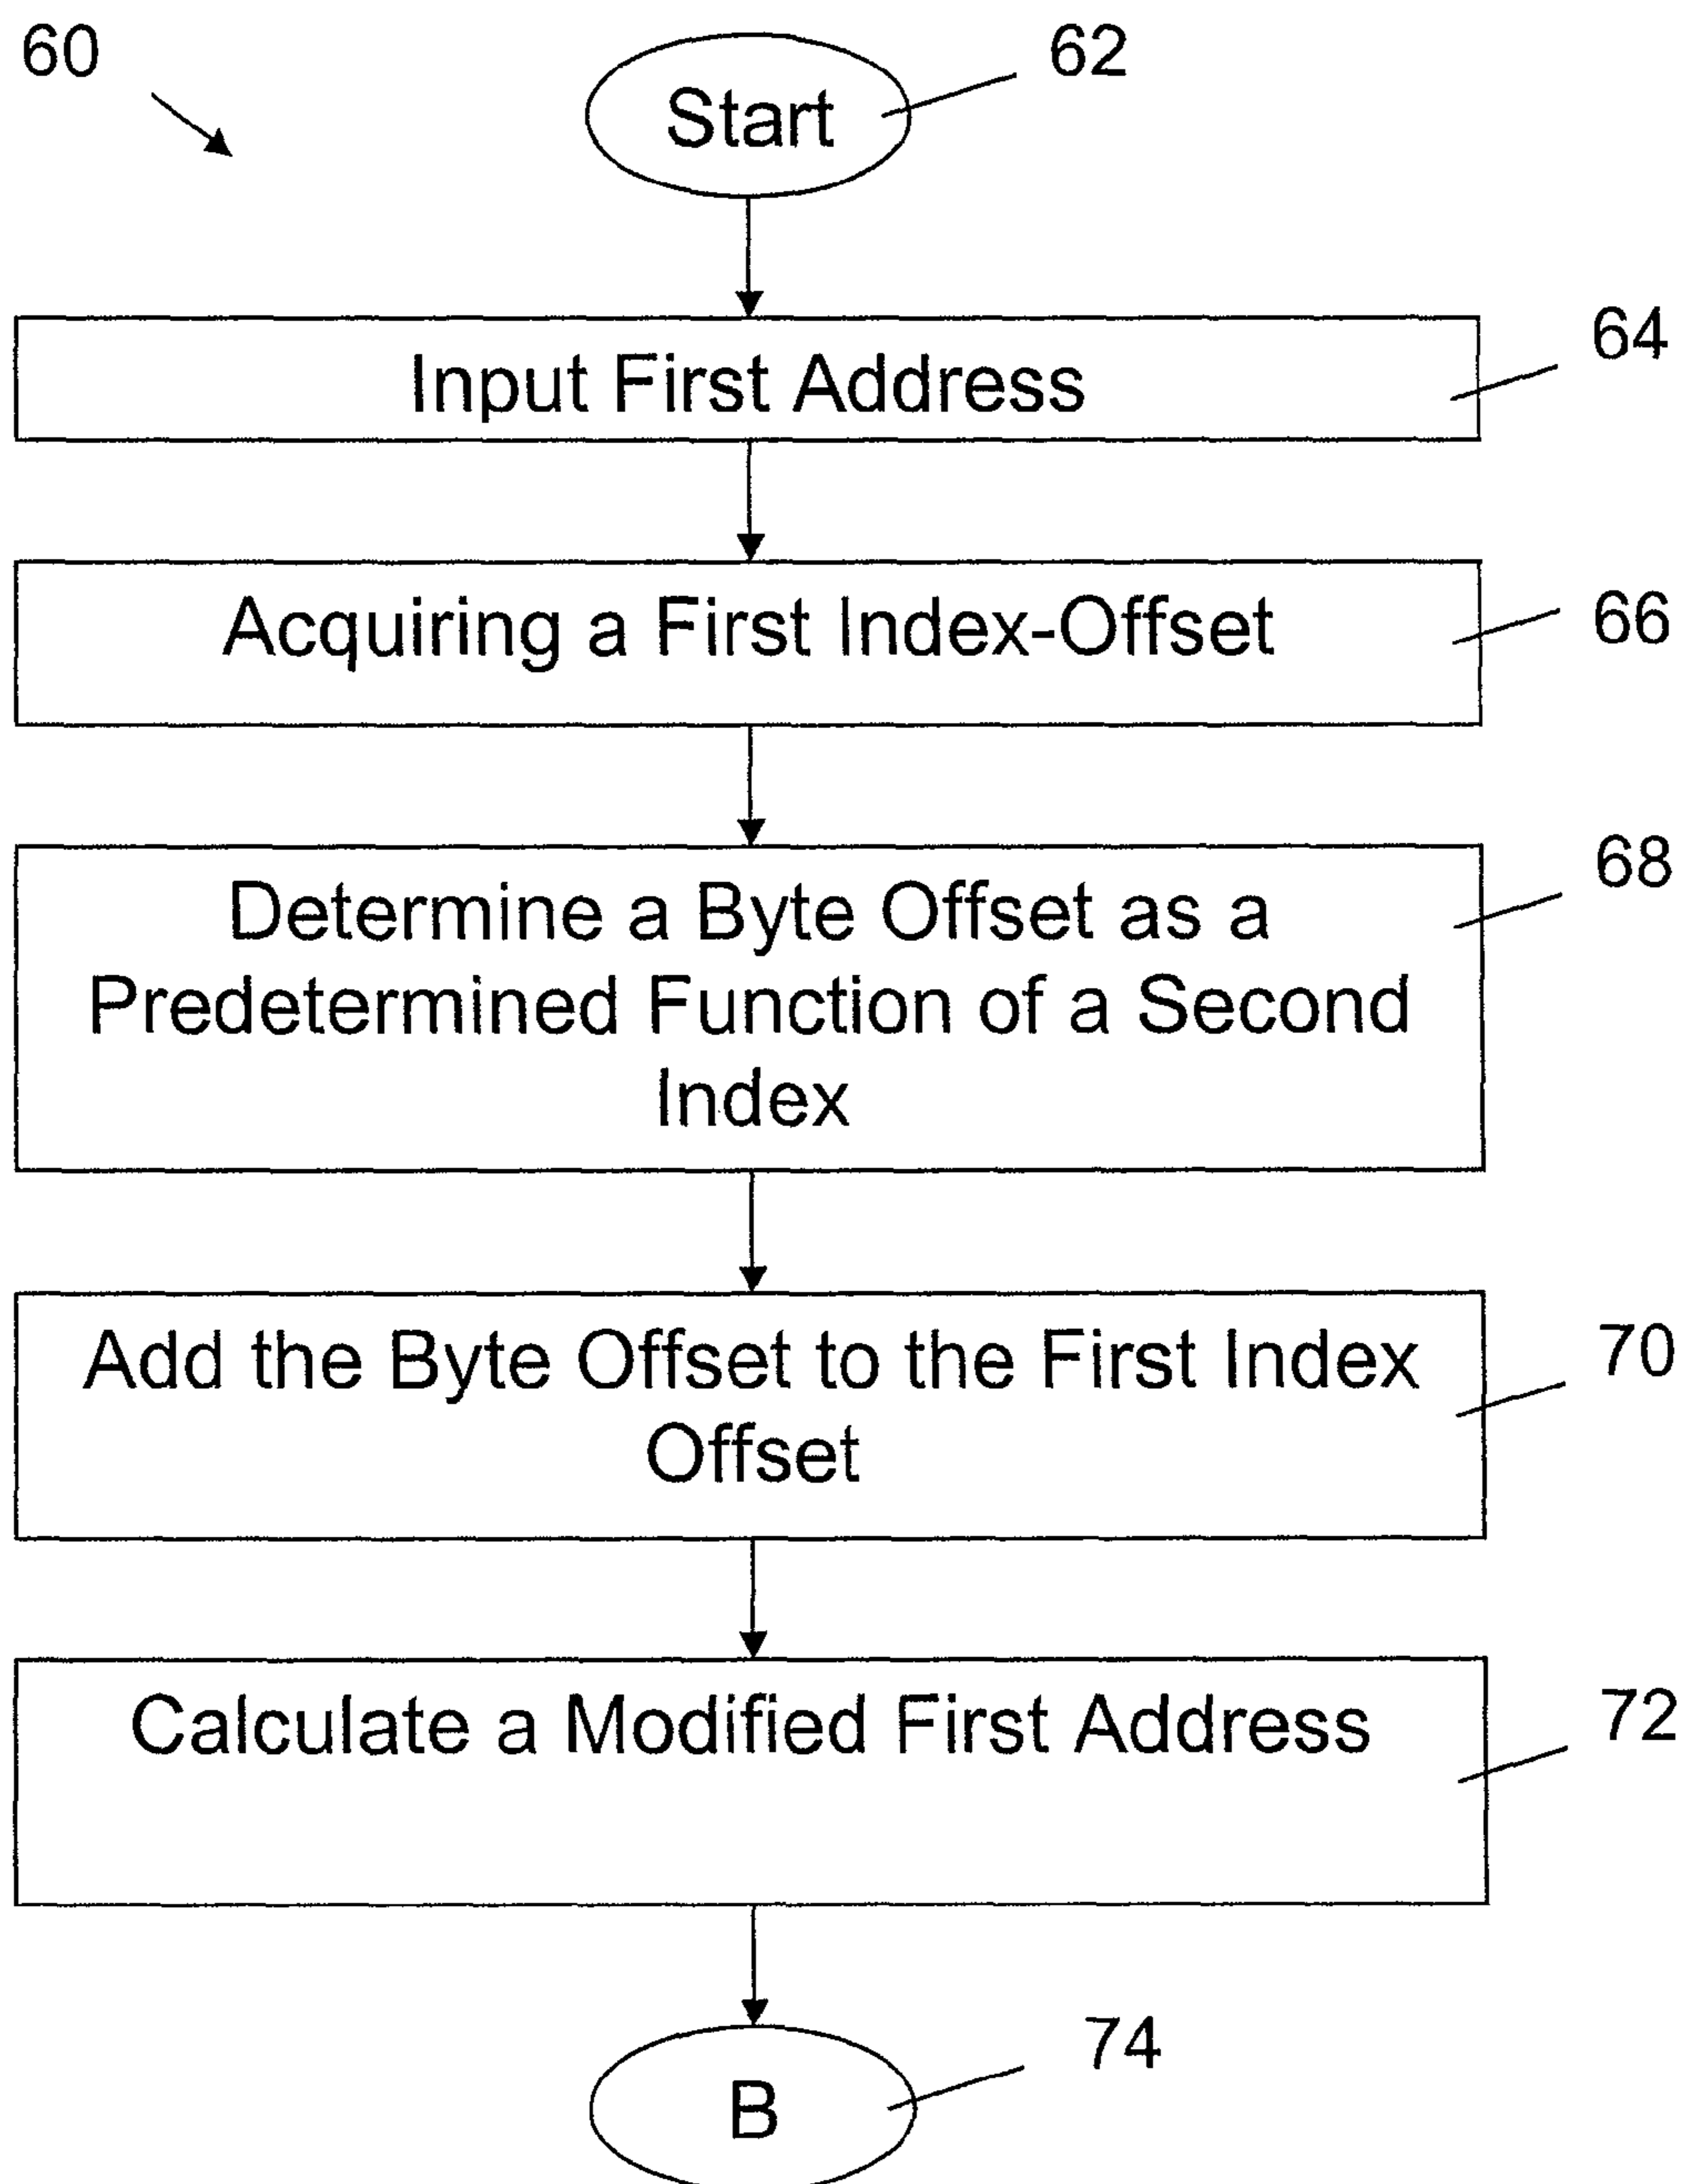 60
62
Start
64
Input First Address
66
Acquiring a First Index-Offset
68
Determine a Byte Offset as a
Predetermined Function of a Second
Index
70
Add the Byte Offset to the First Index
Offset
72
Calculate a Modified First Address
74
B